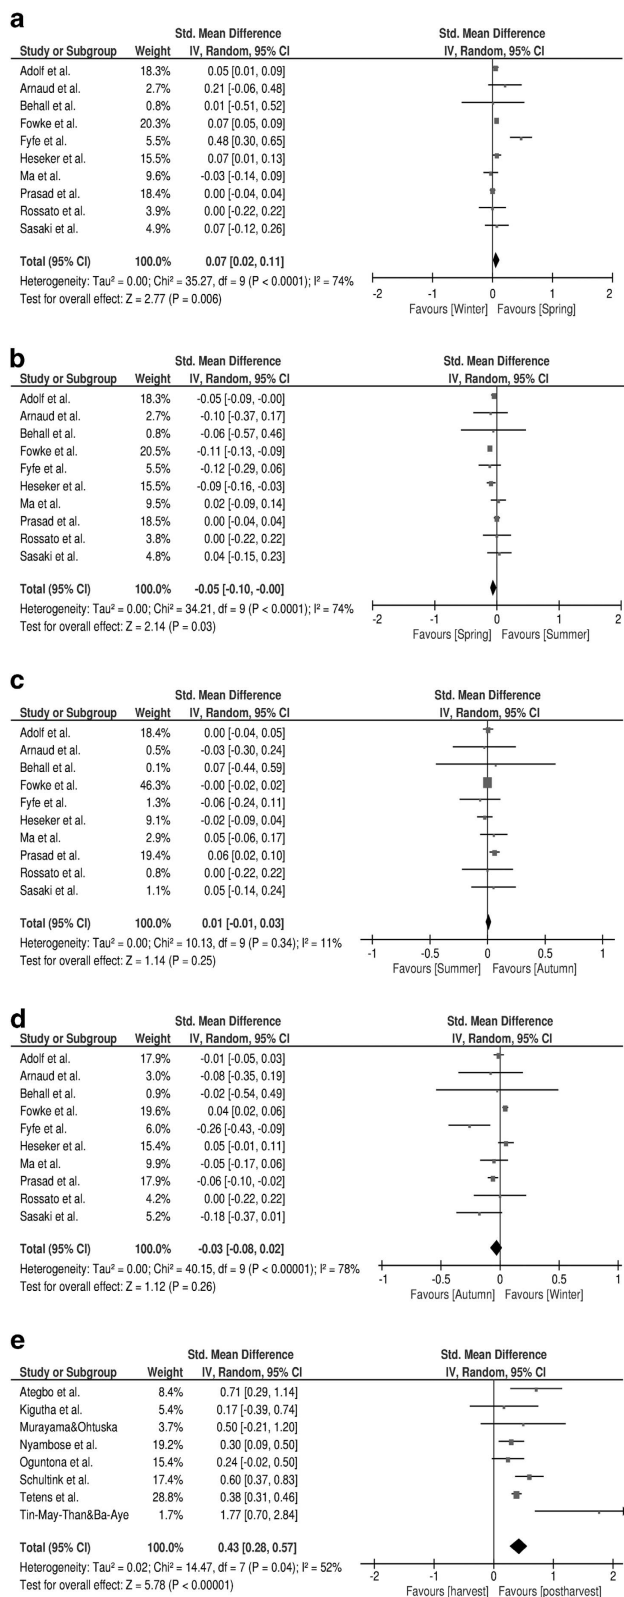 a
Std. Mean Difference Std. Mean Difference
Study or Subgroup Weight IV, Random, 95% CI IV, Random, 95% CI
Adolf et al. 18.3% 0.05 [0.01, 0.09]
Arnaud et al. 2.7% 0.21 [-0.06, 0.48]
Behall et al. 0.8% 0.01 [-0.51, 0.52]
Fowke et al. 20.3% 0.07 [0.05, 0.09]
Fyfe et al. 5.5% 0.48 [0.30, 0.65]
Heseker et al. 15.5% 0.07 [0.01, 0.13]
Ma et al. 9.6% -0.03 [-0.14, 0.09]
Prasad et al. 18.4% 0.00 [-0.04, 0.04]
Rossato et al. 3.9% 0.00 [-0.22, 0.22]
Sasaki et al. 4.9% 0.07 [-0.12, 0.26]
Total (95% CI) 100.0% 0.07 [0.02, 0.11]
Heterogeneity: Tau² = 0.00; Chi² = 35.27, df = 9 (P < 0.0001); I² = 74%
Test for overall effect: Z = 2.77 (P = 0.006)
-2 -1 0 1 2
Favours [Winter] Favours [Spring]
b
Std. Mean Difference Std. Mean Difference
Study or Subgroup Weight IV, Random, 95% CI IV, Random, 95% CI
Adolf et al. 18.3% -0.05 [-0.09, -0.00]
Arnaud et al. 2.7% -0.10 [-0.37, 0.17]
Behall et al. 0.8% -0.06 [-0.57, 0.46]
Fowke et al. 20.5% -0.11 [-0.13, -0.09]
Fyfe et al. 5.5% -0.12 [-0.29, 0.06]
Heseker et al. 15.5% -0.09 [-0.16, -0.03]
Ma et al. 9.5% 0.02 [-0.09, 0.14]
Prasad et al. 18.5% 0.00 [-0.04, 0.04]
Rossato et al. 3.8% 0.00 [-0.22, 0.22]
Sasaki et al. 4.8% 0.04 [-0.15, 0.23]
Total (95% CI) 100.0% -0.05 [-0.10, -0.00]
Heterogeneity: Tau² = 0.00; Chi² = 34.21, df = 9 (P < 0.0001); I² = 74%
Test for overall effect: Z = 2.14 (P = 0.03)
-2 -1 0 1 2
Favours [Spring] Favours [Summer]
c
Std. Mean Difference Std. Mean Difference
Study or Subgroup Weight IV, Random, 95% CI IV, Random, 95% CI
Adolf et al. 18.4% 0.00 [-0.04, 0.05]
Arnaud et al. 0.5% -0.03 [-0.30, 0.24]
Behall et al. 0.1% 0.07 [-0.44, 0.59]
Fowke et al. 46.3% -0.00 [-0.02, 0.02]
Fyfe et al. 1.3% -0.06 [-0.24, 0.11]
Heseker et al. 9.1% -0.02 [-0.09, 0.04]
Ma et al. 2.9% 0.05 [-0.06, 0.17]
Prasad et al. 19.4% 0.06 [0.02, 0.10]
Rossato et al. 0.8% 0.00 [-0.22, 0.22]
Sasaki et al. 1.1% 0.05 [-0.14, 0.24]
Total (95% CI) 100.0% 0.01 [-0.01, 0.03]
Heterogeneity: Tau² = 0.00; Chi² = 10.13, df = 9 (P = 0.34); I² = 11%
Test for overall effect: Z = 1.14 (P = 0.25)
-1 -0.5 0 0.5 1
Favours [Summer] Favours [Autumn]
d
Std. Mean Difference Std. Mean Difference
Study or Subgroup Weight IV, Random, 95% CI IV, Random, 95% CI
Adolf et al. 17.9% -0.01 [-0.05, 0.03]
Arnaud et al. 3.0% -0.08 [-0.35, 0.19]
Behall et al. 0.9% -0.02 [-0.54, 0.49]
Fowke et al. 19.6% 0.04 [0.02, 0.06]
Fyfe et al. 6.0% -0.26 [-0.43, -0.09]
Heseker et al. 15.4% 0.05 [-0.01, 0.11]
Ma et al. 9.9% -0.05 [-0.17, 0.06]
Prasad et al. 17.9% -0.06 [-0.10, -0.02]
Rossato et al. 4.2% 0.00 [-0.22, 0.22]
Sasaki et al. 5.2% -0.18 [-0.37, 0.01]
Total (95% CI) 100.0% -0.03 [-0.08, 0.02]
Heterogeneity: Tau² = 0.00; Chi² = 40.15, df = 9 (P < 0.00001); I² = 78%
Test for overall effect: Z = 1.12 (P = 0.26)
-1 -0.5 0 0.5 1
Favours [Autumn] Favours [Winter]
e
Std. Mean Difference Std. Mean Difference
Study or Subgroup Weight IV, Random, 95% CI IV, Random, 95% CI
Ategbo et al. 8.4% 0.71 [0.29, 1.14]
Kigutha et al. 5.4% 0.17 [-0.39, 0.74]
Murayama&Ohtuska 3.7% 0.50 [-0.21, 1.20]
Nyambose et al. 19.2% 0.30 [0.09, 0.50]
Oguntona et al. 15.4% 0.24 [-0.02, 0.50]
Schultink et al. 17.4% 0.60 [0.37, 0.83]
Tetens et al. 28.8% 0.38 [0.31, 0.46]
Tin-May-Than&Ba-Aye 1.7% 1.77 [0.70, 2.84]
Total (95% CI) 100.0% 0.43 [0.28, 0.57]
Heterogeneity: Tau² = 0.02; Chi² = 14.47, df = 7 (P = 0.04); I² = 52%
Test for overall effect: Z = 5.78 (P < 0.00001)
-2 -1 0 1 2
Favours [harvest] Favours [postharvest]